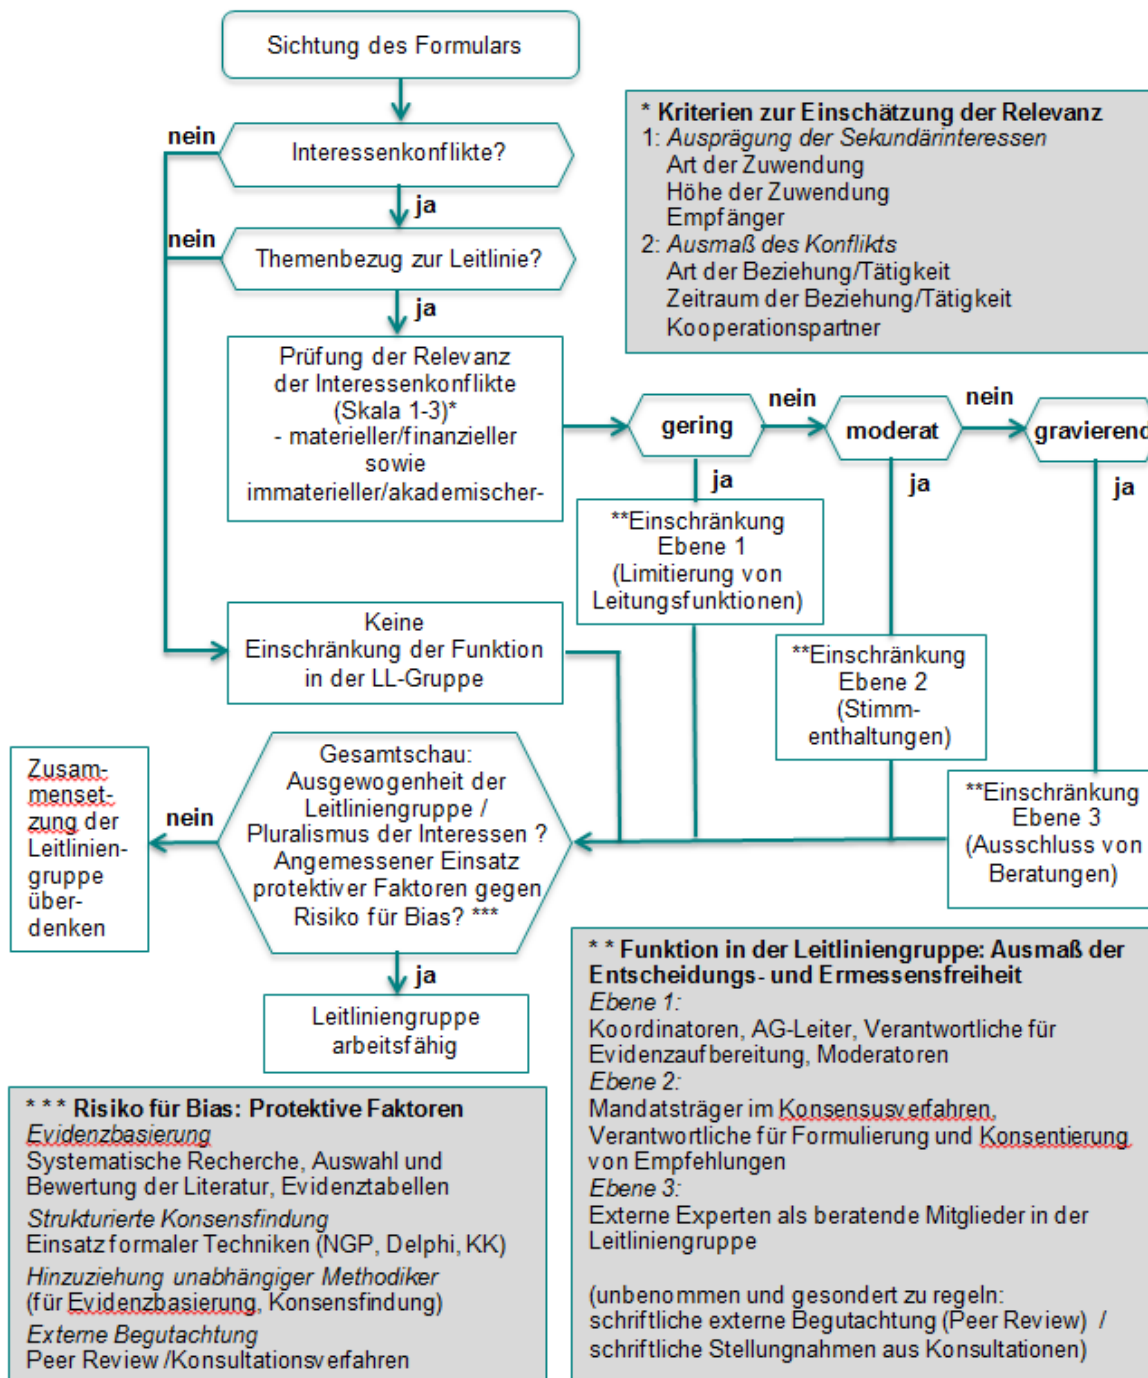 Sichtung des Formulars
nein
Interessenkonflikte?
ja
nein
Themenbezug zur Leitlinie?
ja
* Kriterien zur Einschätzung der Relevanz
1: Ausprägung der Sekundärinteressen
Art der Zuwendung
Höhe der Zuwendung
Empfänger
2: Ausmaß des Konflikts
Art der Beziehung/Tätigkeit
Zeitraum der Beziehung/Tätigkeit
Kooperationspartner
Prüfung der Relevanz
der Interessenkonflikte
(Skala 1-3)*
- materieller/finanzieller
sowie
immaterieller/akademischer-
gering
nein
moderat
nein
gravierend
ja
ja
ja
**Einschränkung
Ebene 1
(Limitierung von
Leitungsfunktionen)
Keine
Einschränkung der Funktion
in der LL-Gruppe
**Einschränkung
Ebene 2
(Stimm-
enthaltungen)
**Einschränkung
Ebene 3
(Ausschluss von
Beratungen)
Gesamtschau:
Ausgewogenheit der
Leitliniengruppe /
Pluralismus der Interessen ?
Angemessener Einsatz
protektiver Faktoren gegen
Risiko für Bias? ***
nein
Zusam-
menset-
zung der
Leitlinien-
gruppe
über-
denken
ja
Leitliniengruppe
arbeitsfähig
* * Funktion in der Leitliniengruppe: Ausmaß der
Entscheidungs- und Ermessensfreiheit
Ebene 1:
Koordinatoren, AG-Leiter, Verantwortliche für
Evidenzaufbereitung, Moderatoren
Ebene 2:
Mandatsträger im Konsensusverfahren,
Verantwortliche für Formulierung und Konsentierung
von Empfehlungen
Ebene 3:
Externe Experten als beratende Mitglieder in der
Leitliniengruppe
(unbenommen und gesondert zu regeln:
schriftliche externe Begutachtung (Peer Review) /
schriftliche Stellungnahmen aus Konsultationen)
* * * Risiko für Bias: Protektive Faktoren
Evidenzbasierung
Systematische Recherche, Auswahl und
Bewertung der Literatur, Evidenztabellen
Strukturierte Konsensfindung
Einsatz formaler Techniken (NGP, Delphi, KK)
Hinzuziehung unabhängiger Methodiker
(für Evidenzbasierung, Konsensfindung)
Externe Begutachtung
Peer Review /Konsultationsverfahren